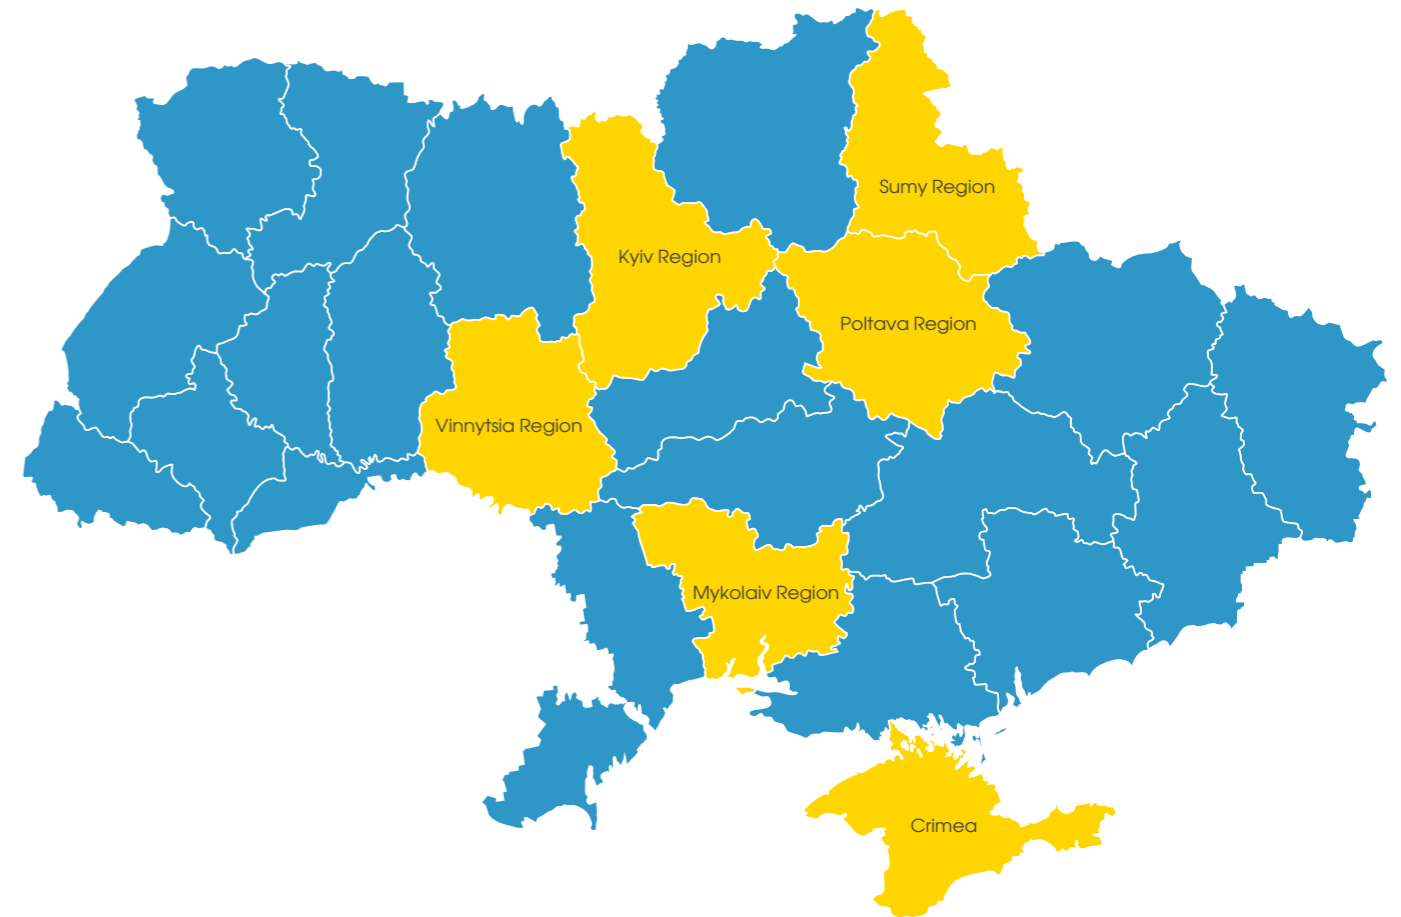 Sumy Region
Kyiv Region
Poltava Region
Vinnytsia Region
Mykolaiv Region
Crimea